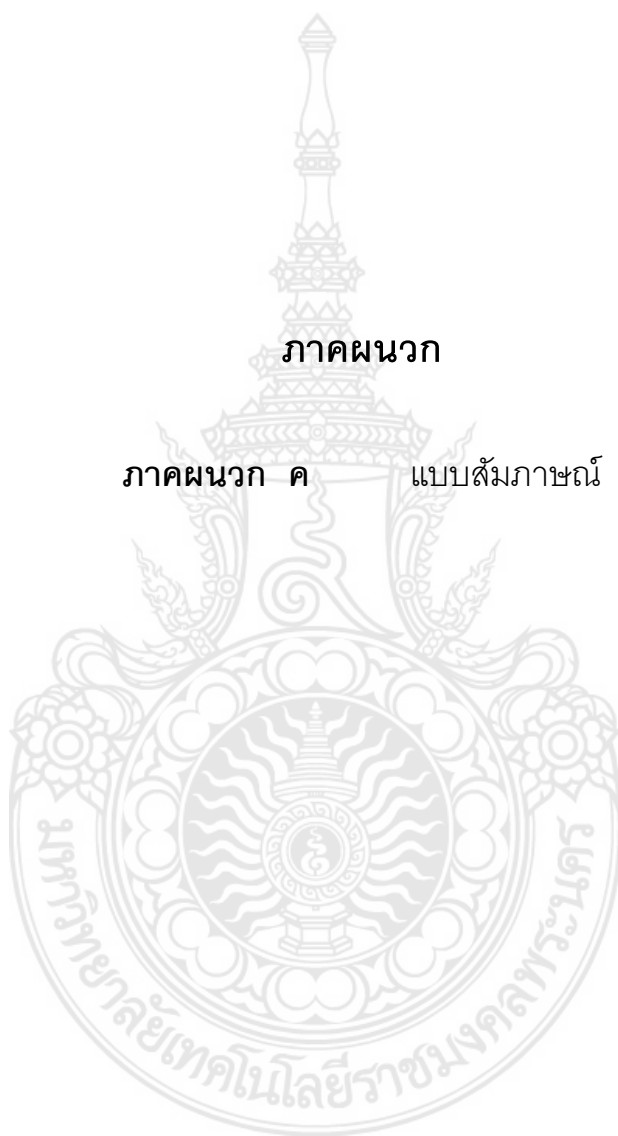 ภาคผนวก
ภาคผนวก ค แบบสัมภาษณ์
มหาวิทยาลัยเทคโนโลยีราชมงคลพระนคร